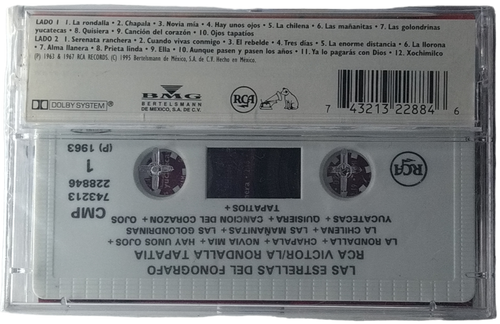 LADO 1 1. La rondalla • 2. Chapala • 3. Novia mía • 4. Hay unos ojos • 5. La chilena • 6. Las mañanitas • 7. Las golondrinas
yucatecas • 8. Quisiera • 9. Canción del corazón • 10. Ojos tapatíos
LADO 2 1. Serenata ranchera • 2. Cuando vivas conmigo • 3. El rebelde • 4. Tres días • 5. La enorme distancia • 6. La llorona
• 7. Alma llanera • 8. Prieta linda • 9. Ella • 10. Aunque pasen y pasen los años • 11. Ya lo pagarás con Dios • 12. Xochimilco
(P) 1963 & 1967 RCA RECORDS. (C) 1995 Bertelsmann de México, S.A. de C.V. Hecho en México.
DOLBY SYSTEM
BMG
BERTELSMANN
DE MEXICO, S.A. DE C.V.
RCA
7 43213 22884 6
LAS ESTRELLAS DEL FONOGRAFO
RCA VICTOR/LA RONDALLA TAPATIA
LA RONDALLA + CHAPALA + NOVIA MIA + HAY UNOS OJOS +
LA CHILENA + LAS MAÑANITAS + LAS GOLONDRINAS
YUCATECAS + QUISIERA + CANCION DEL CORAZON + OJOS
TAPATIOS +
CMP
743213
228846
1
(P) 1963
RCA